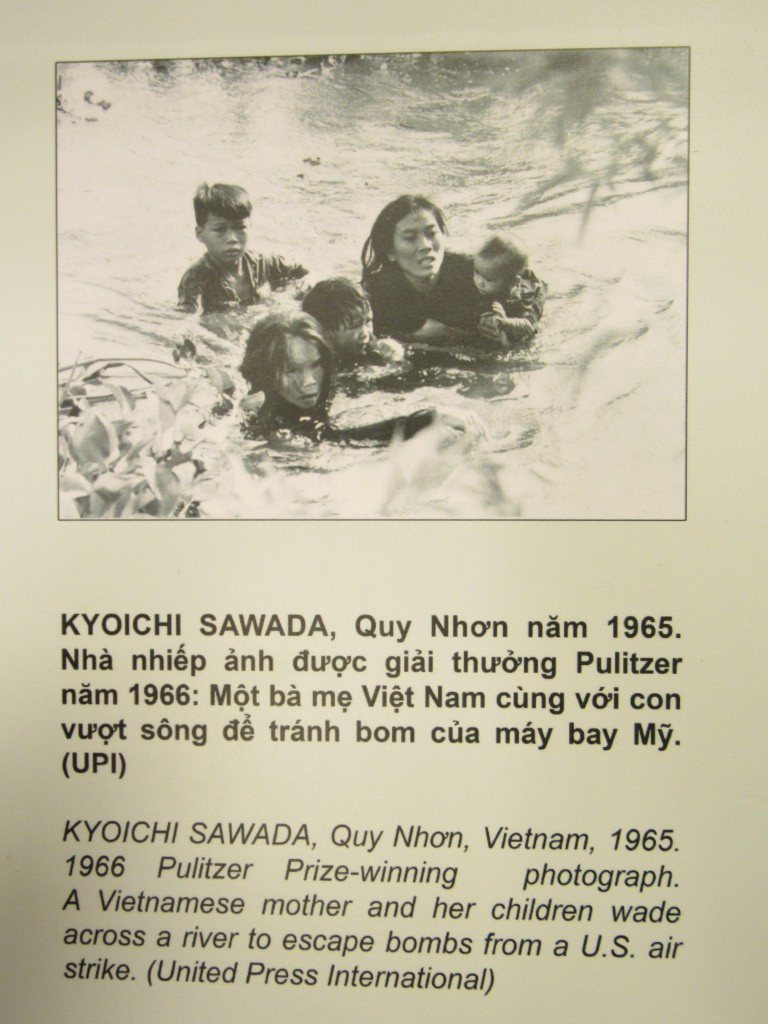 KYOICHI SAWADA, Quy Nhơn năm 1965.
Nhà nhiếp ảnh được giải thưởng Pulitzer
năm 1966: Một bà mẹ Việt Nam cùng với con
vượt sông để tránh bom của máy bay Mỹ.
(UPI)
KYOICHI SAWADA, Quy Nhơn, Vietnam, 1965.
1966 Pulitzer Prize-winning photograph.
A Vietnamese mother and her children wade
across a river to escape bombs from a U.S. air
strike. (United Press International)